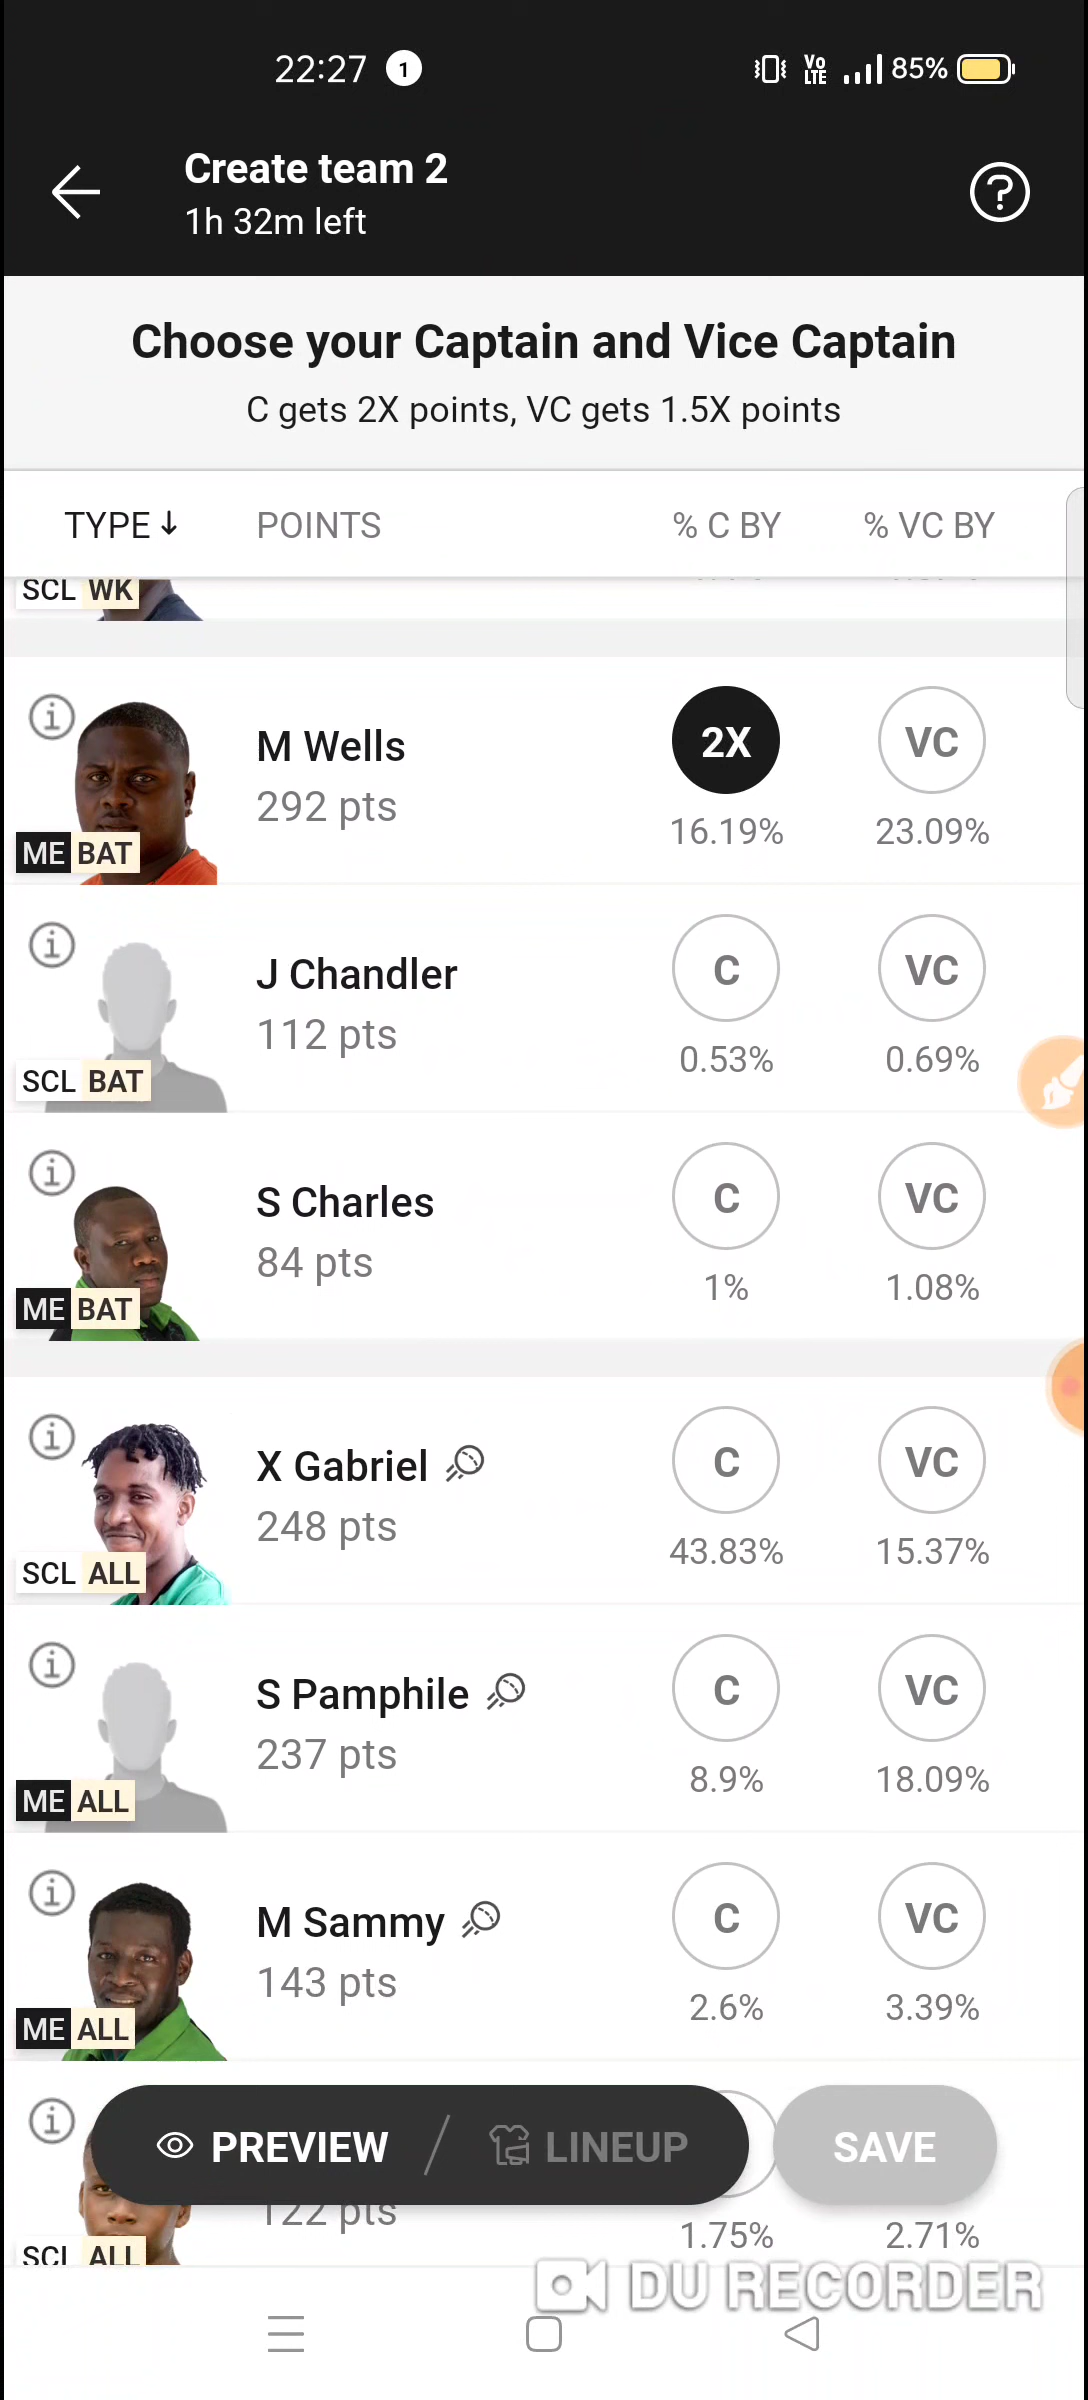 22:27 1 Vo LTE 85%
Create team 2
1h 32m left
Choose your Captain and Vice Captain
C gets 2X points, VC gets 1.5X points
TYPE ↓ POINTS % C BY % VC BY
SCL WK
M Wells 2X VC
292 pts 16.19% 23.09%
ME BAT
J Chandler C VC
112 pts 0.53% 0.69%
SCL BAT
S Charles C VC
84 pts 1% 1.08%
ME BAT
X Gabriel C VC
248 pts 43.83% 15.37%
SCL ALL
S Pamphile C VC
237 pts 8.9% 18.09%
ME ALL
M Sammy C VC
143 pts 2.6% 3.39%
ME ALL
PREVIEW / LINEUP SAVE
122 pts 1.75% 2.71%
SCL ALL
DU RECORDER